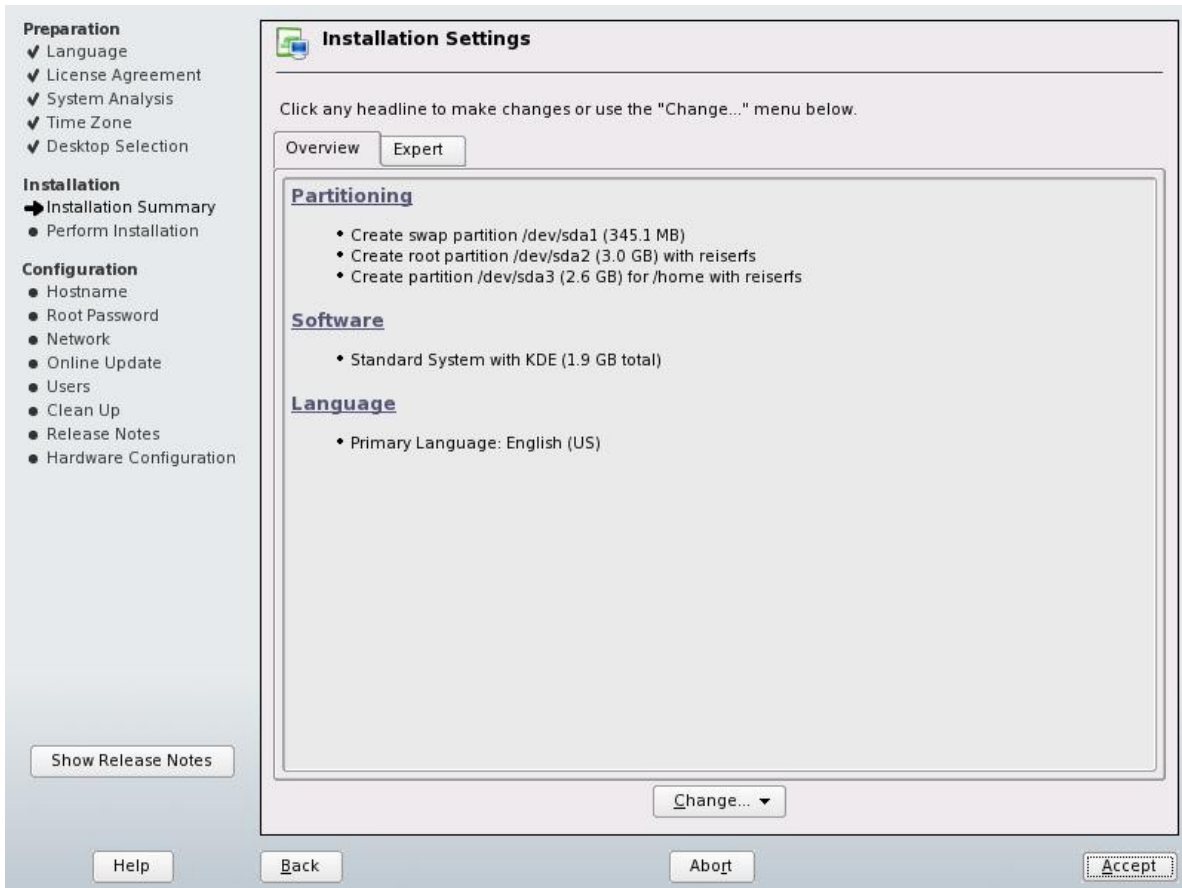 Preparation
Language
License Agreement
System Analysis
Time Zone
Desktop Selection
Installation
Installation Summary
Perform Installation
Configuration
Hostname
Root Password
Network
Online Update
Users
Clean Up
Release Notes
Hardware Configuration
Show Release Notes
Installation Settings
Click any headline to make changes or use the "Change..." menu below.
Overview
Expert
Partitioning
• Create swap partition /dev/sda1 (345.1 MB)
• Create root partition /dev/sda2 (3.0 GB) with reiserfs
• Create partition /dev/sda3 (2.6 GB) for /home with reiserfs
Software
• Standard System with KDE (1.9 GB total)
Language
• Primary Language: English (US)
Change...
Help
Back
Abort
Accept